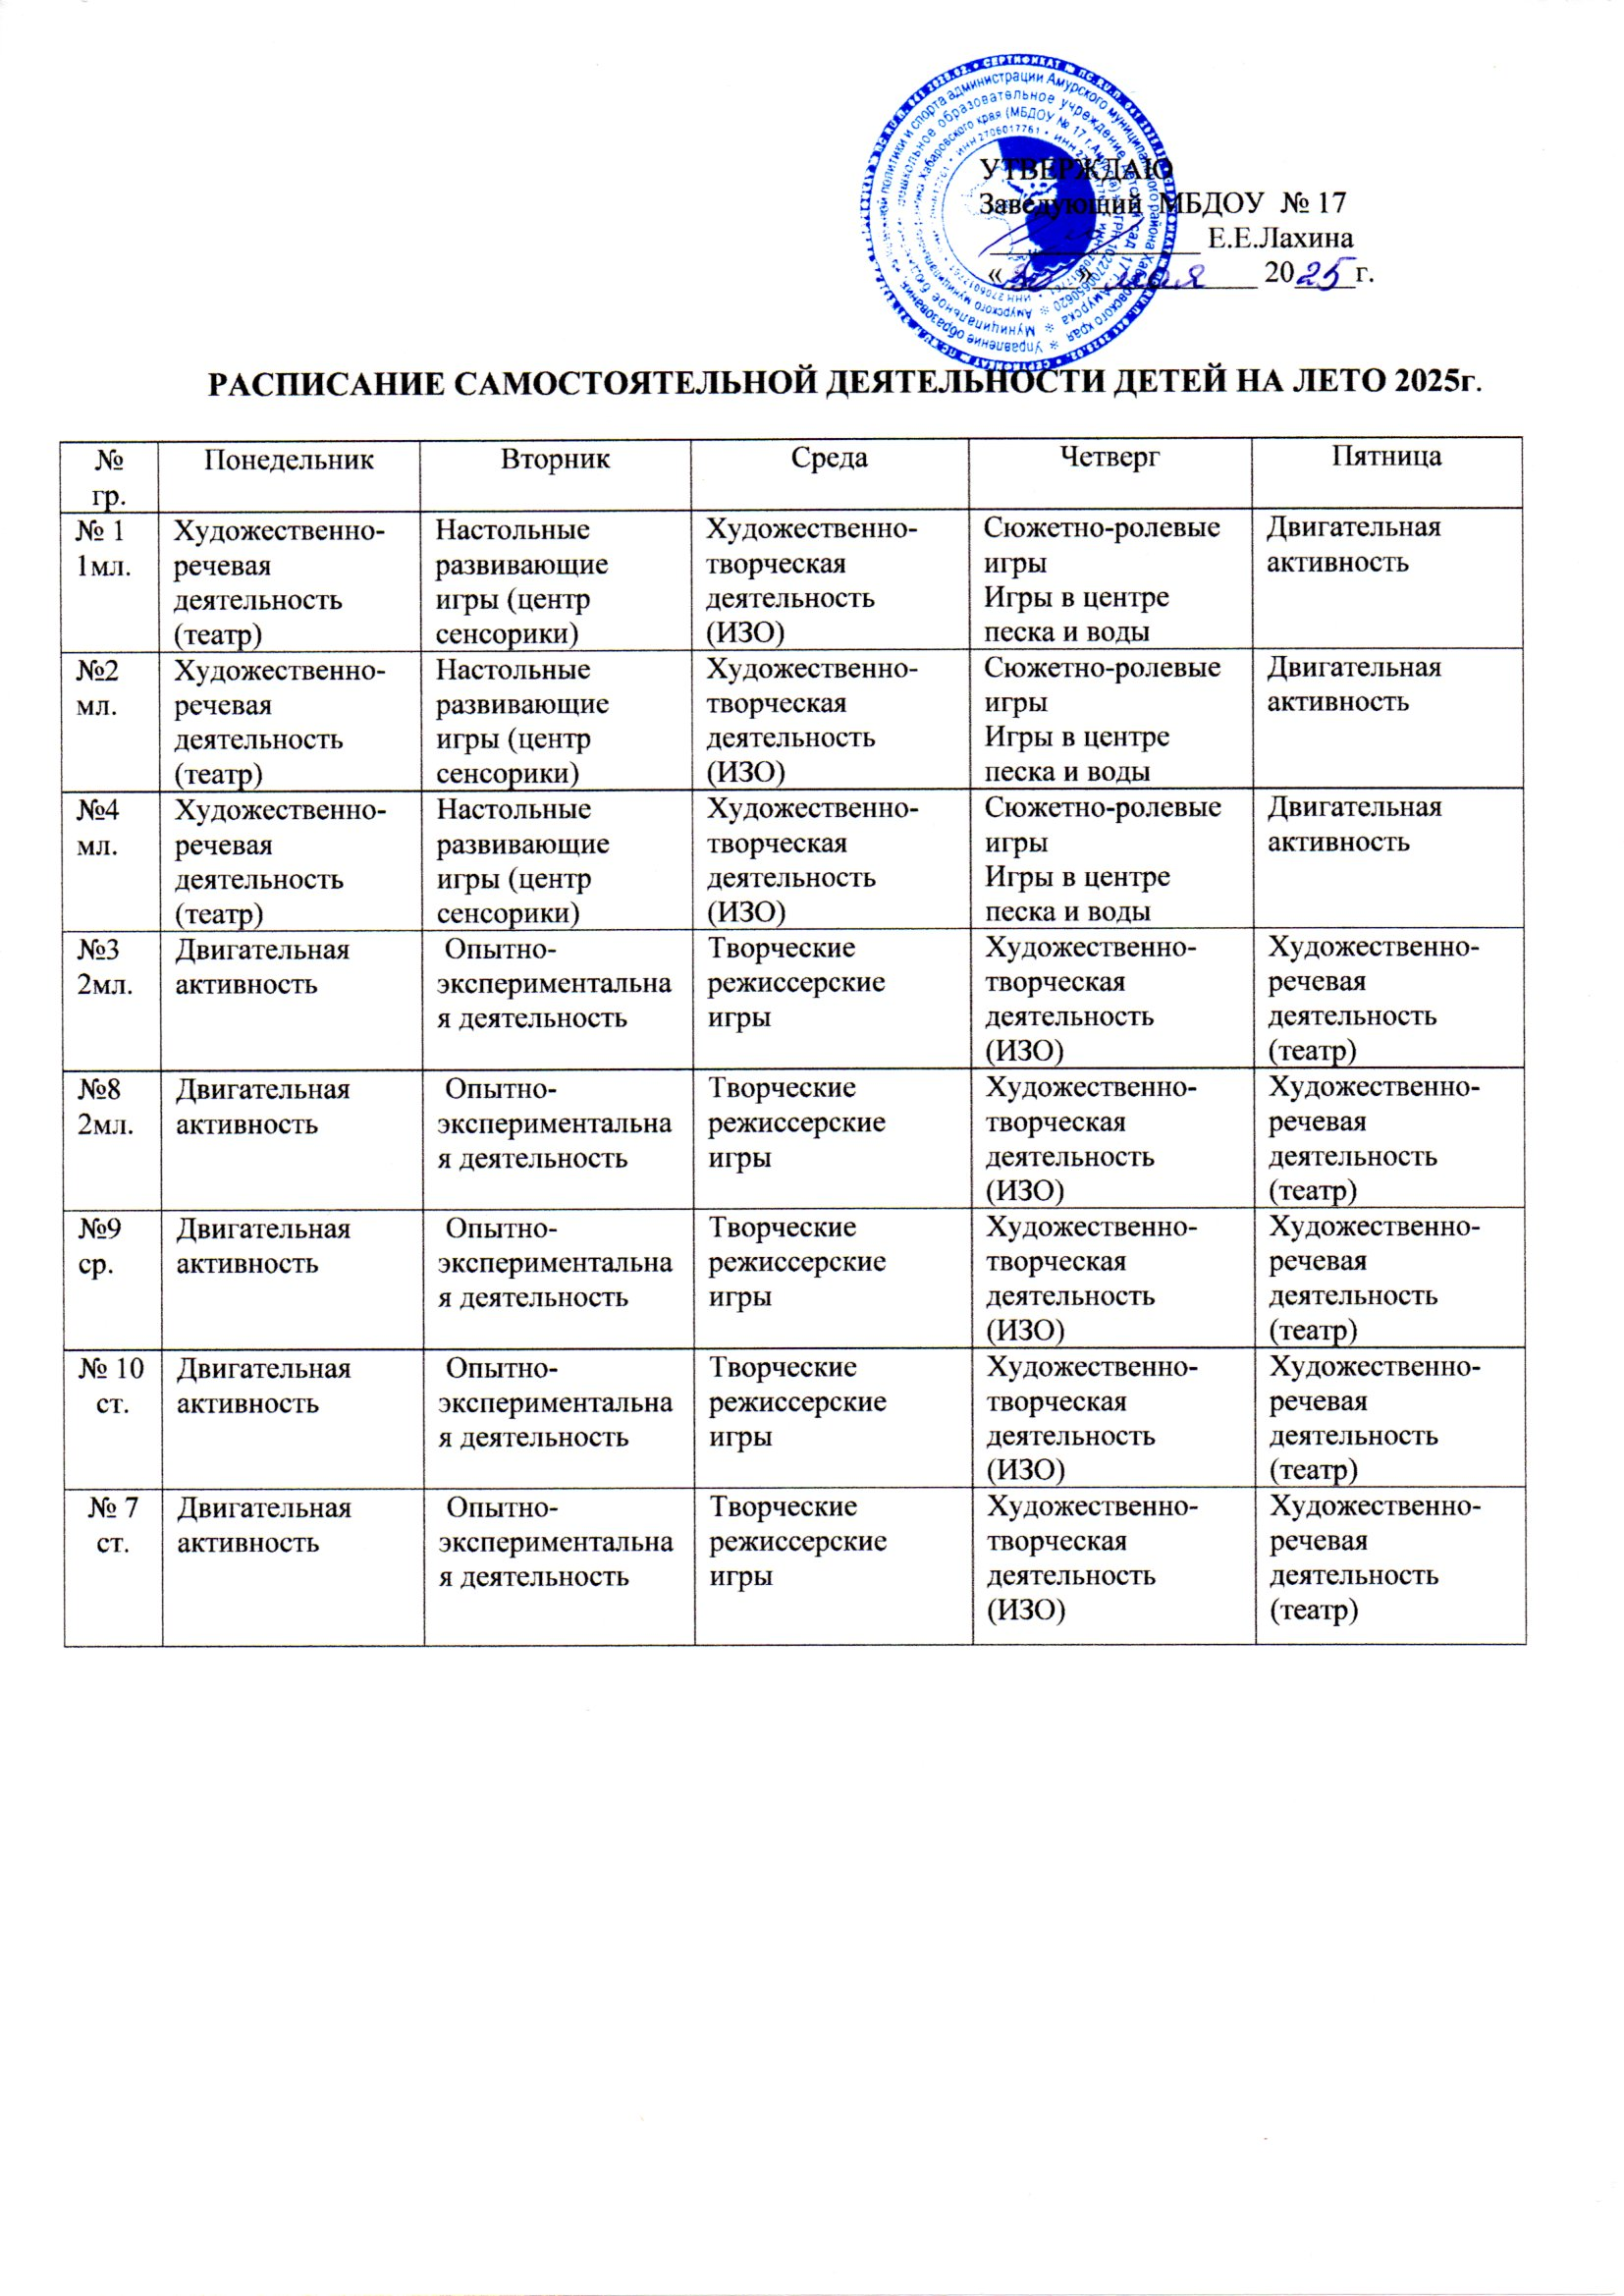 УТВЕРЖДАЮ
Заведующий МБДОУ № 17
Е.Е.Лахина
« » мая 2025 г.
РАСПИСАНИЕ САМОСТОЯТЕЛЬНОЙ ДЕЯТЕЛЬНОСТИ ДЕТЕЙ НА ЛЕТО 2025г.
№ гр. Понедельник Вторник Среда Четверг Пятница
№ 1 Художественно- Настольные Художественно- Сюжетно-ролевые Двигательная
1мл. речевая развивающие творческая игры активность
деятельность игры (центр деятельность Игры в центре
(театр) сенсорики) (ИЗО) песка и воды
№2 Художественно- Настольные Художественно- Сюжетно-ролевые Двигательная
мл. речевая развивающие творческая игры активность
деятельность игры (центр деятельность Игры в центре
(театр) сенсорики) (ИЗО) песка и воды
№4 Художественно- Настольные Художественно- Сюжетно-ролевые Двигательная
мл. речевая развивающие творческая игры активность
деятельность игры (центр деятельность Игры в центре
(театр) сенсорики) (ИЗО) песка и воды
№3 Двигательная Опытно- Творческие Художественно- Художественно-
2мл. активность экспериментальна режиссерские творческая речевая
я деятельность игры деятельность деятельность
(ИЗО) (театр)
№8 Двигательная Опытно- Творческие Художественно- Художественно-
2мл. активность экспериментальна режиссерские творческая речевая
я деятельность игры деятельность деятельность
(ИЗО) (театр)
№9 Двигательная Опытно- Творческие Художественно- Художественно-
ср. активность экспериментальна режиссерские творческая речевая
я деятельность игры деятельность деятельность
(ИЗО) (театр)
№ 10 Двигательная Опытно- Творческие Художественно- Художественно-
ст. активность экспериментальна режиссерские творческая речевая
я деятельность игры деятельность деятельность
(ИЗО) (театр)
№ 7 Двигательная Опытно- Творческие Художественно- Художественно-
ст. активность экспериментальна режиссерские творческая речевая
я деятельность игры деятельность деятельность
(ИЗО) (театр)